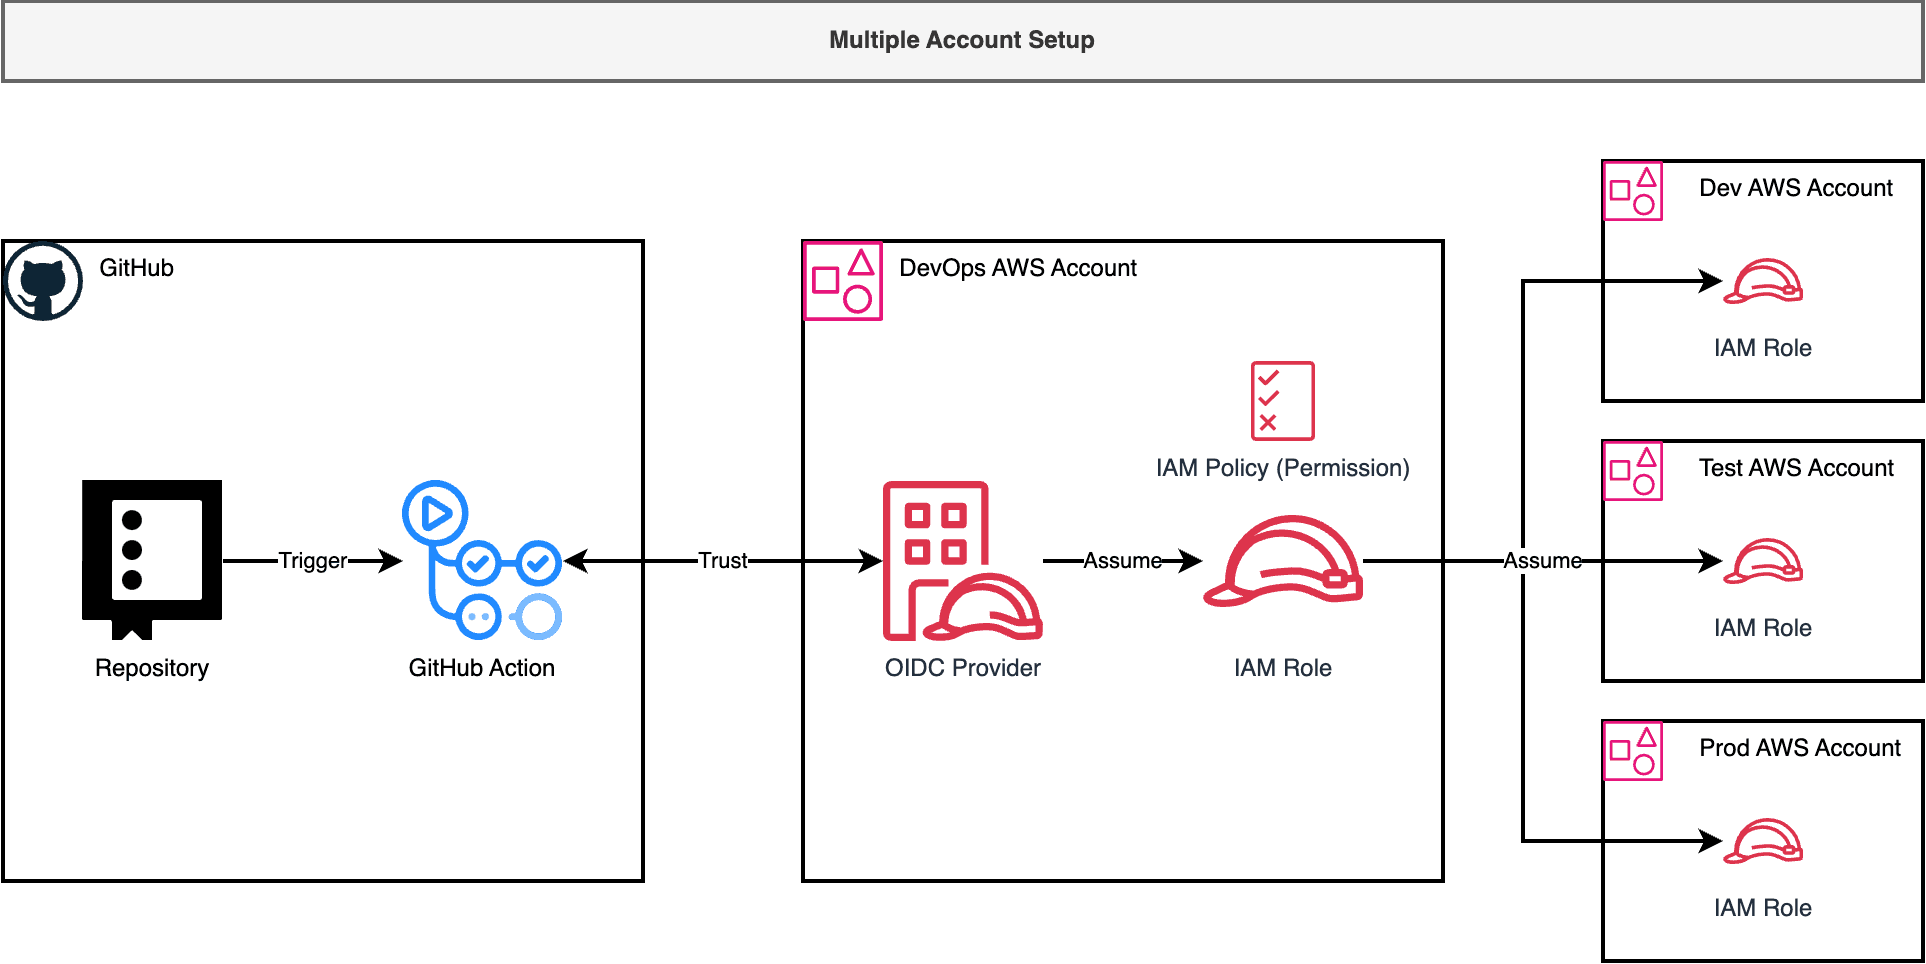 Multiple Account Setup
GitHub
Repository
Trigger
GitHub Action
Trust
DevOps AWS Account
OIDC Provider
Assume
IAM Policy (Permission)
IAM Role
Assume
Dev AWS Account
IAM Role
Test AWS Account
IAM Role
Prod AWS Account
IAM Role